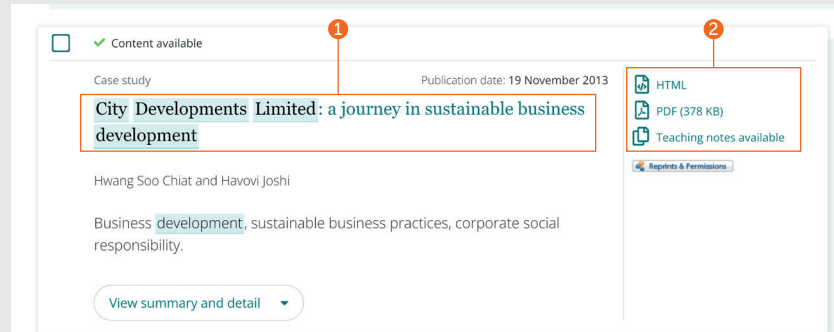 1
2
Content available
Case study
Publication date: 19 November 2013
City Developments Limited: a journey in sustainable business
development
Hwang Soo Chiat and Havovi Joshi
Business development, sustainable business practices, corporate social
responsibility.
View summary and detail
HTML
PDF (378 KB)
Teaching notes available
Reprints & Permissions